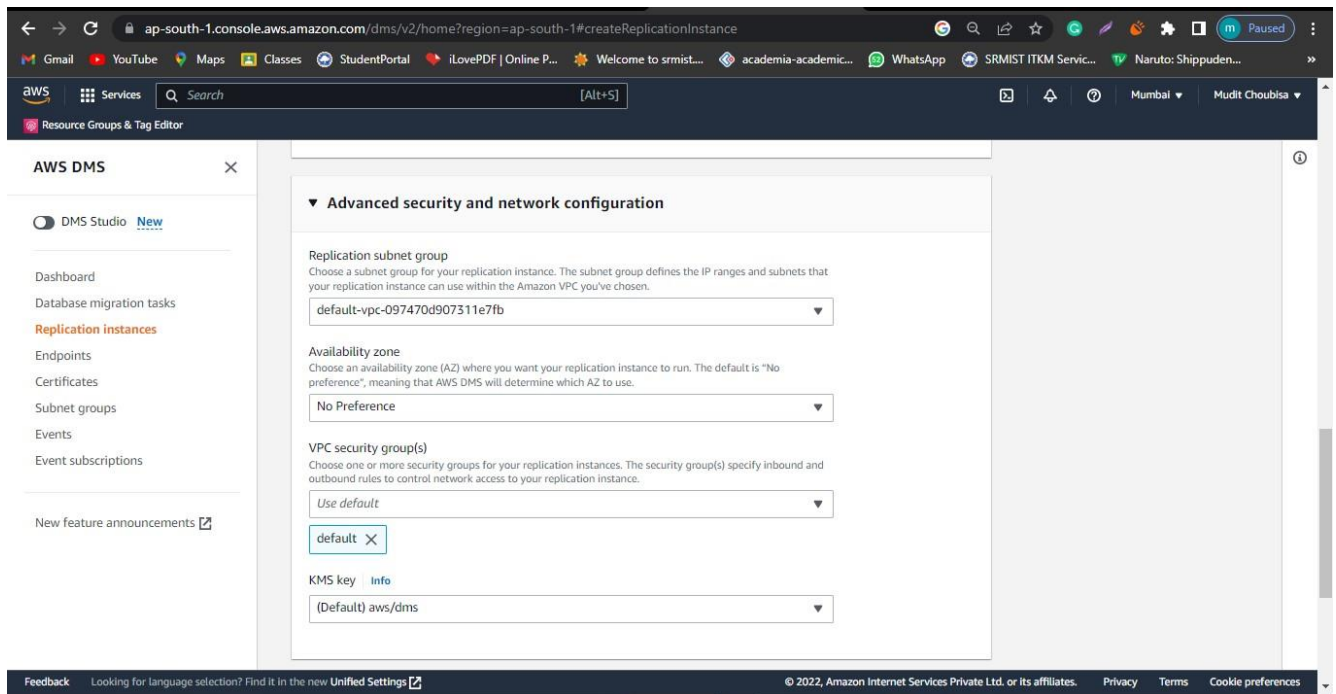 ap-south-1.console.aws.amazon.com/dms/v2/home?region=ap-south-1#createReplicationInstance
m Paused
Gmail YouTube Maps Classes StudentPortal iLovePDF | Online P... Welcome to srmist... academia-academic... WhatsApp SRMIST ITKM Servic... Naruto: Shippuden... »
aws Services Search [Alt+S] Mumbai Mudit Choubisa
Resource Groups & Tag Editor
AWS DMS
DMS Studio New
Dashboard
Database migration tasks
Replication instances
Endpoints
Certificates
Subnet groups
Events
Event subscriptions
New feature announcements
Advanced security and network configuration
Replication subnet group
Choose a subnet group for your replication instance. The subnet group defines the IP ranges and subnets that
your replication instance can use within the Amazon VPC you've chosen.
default-vpc-097470d907311e7fb
Availability zone
Choose an availability zone (AZ) where you want your replication instance to run. The default is "No
preference", meaning that AWS DMS will determine which AZ to use.
No Preference
VPC security group(s)
Choose one or more security groups for your replication instances. The security group(s) specify inbound and
outbound rules to control network access to your replication instance.
Use default
default
KMS key Info
(Default) aws/dms
Feedback Looking for language selection? Find it in the new Unified Settings © 2022, Amazon Internet Services Private Ltd. or its affiliates. Privacy Terms Cookie preferences